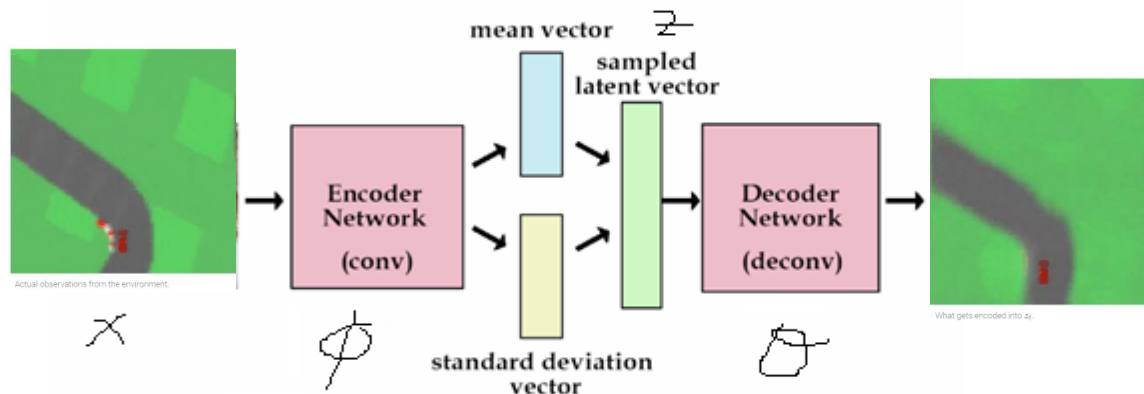 mean vector
z
sampled
latent vector
Encoder
Network
(conv)
Decoder
Network
(deconv)
Actual observations from the environment.
What gets encoded into z
x
ϕ
standard deviation
vector